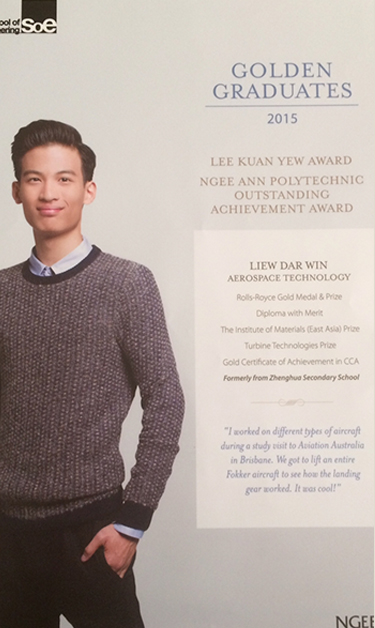 ool of
eering SoE
GOLDEN
GRADUATES
2015
LEE KUAN YEW AWARD
NGEE ANN POLYTECHNIC
OUTSTANDING
ACHIEVEMENT AWARD
LIEW DAR WIN
AEROSPACE TECHNOLOGY
Rolls-Royce Gold Medal & Prize
Diploma with Merit
The Institute of Materials (East Asia) Prize
Turbine Technologies Prize
Gold Certificate of Achievement in CCA
Formerly from Zhenghua Secondary School
"I worked on different types of aircraft
during a study visit to Aviation Australia
in Brisbane. We got to lift an entire
Fokker aircraft to see how the landing
gear worked. It was cool!"
NGEE